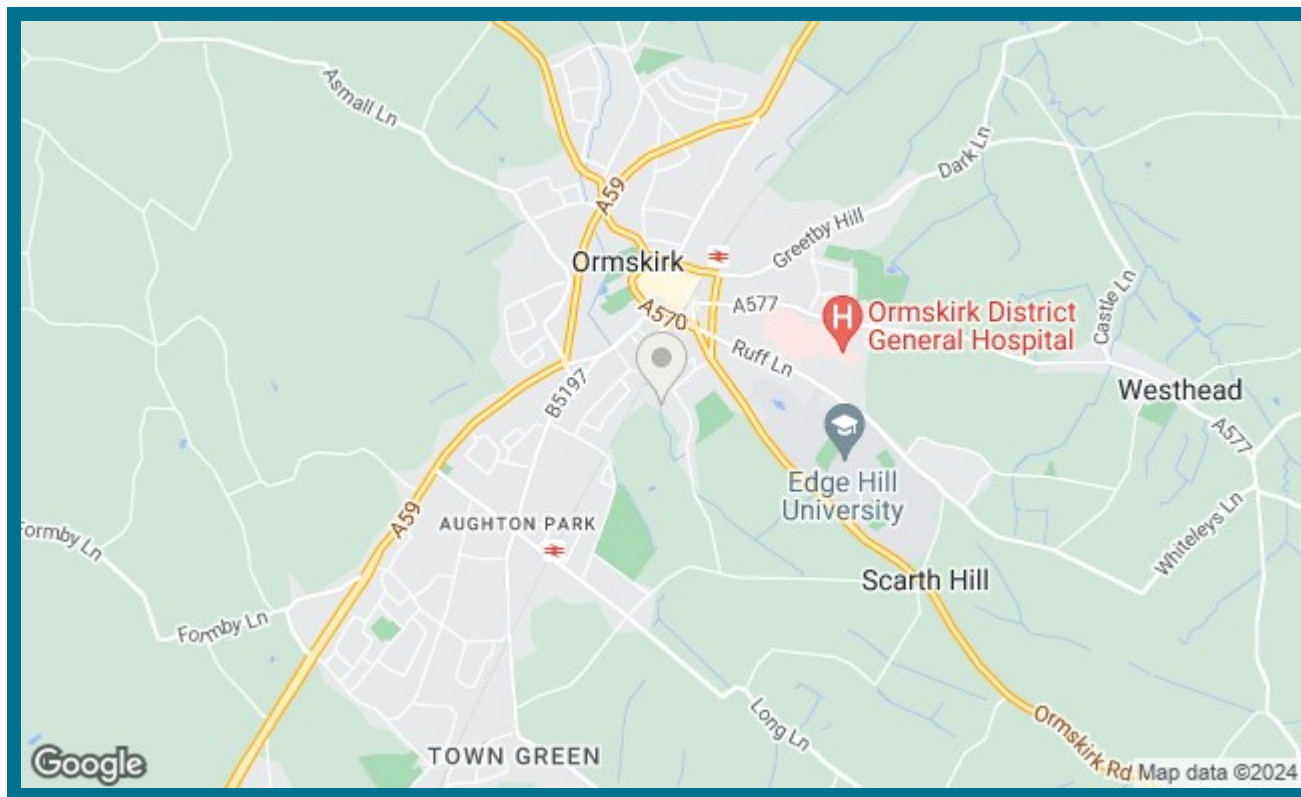 Asmall Ln
A59
Dark Ln
Greetby Hill
Ormskirk
A577
Castle Ln
A570
Ormskirk District
General Hospital
Ruff Ln
B5197
Westhead
A577
Edge Hill
University
A59
AUGHTON PARK
Whiteleys Ln
Formby Ln
Scarth Hill
Formby Ln
Long Ln
Ormskirk Rd
TOWN GREEN
Google
Map data ©2024
H